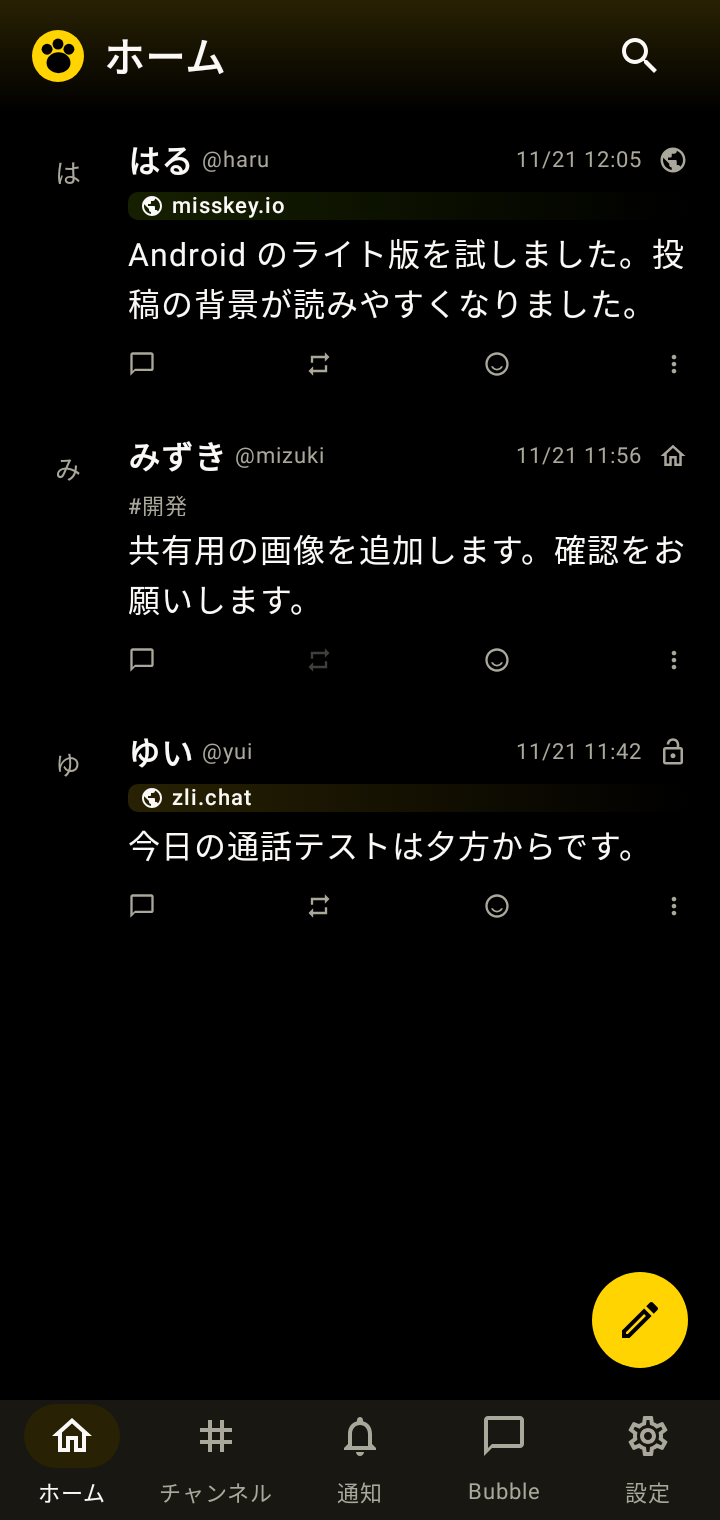 ホーム
は
はる @haru 11/21 12:05
misskey.io
Android のライト版を試しました。投
稿の背景が読みやすくなりました。
み
みずき @mizuki 11/21 11:56
#開発
共有用の画像を追加します。確認をお
願いします。
ゆ
ゆい @yui 11/21 11:42
zli.chat
今日の通話テストは夕方からです。
ホーム チャンネル 通知 Bubble 設定